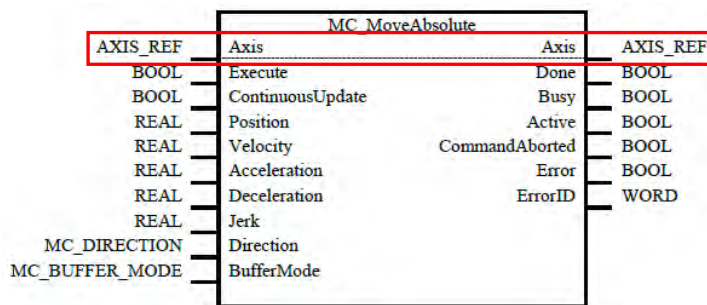 MC_MoveAbsolute
AXIS_REF Axis Axis AXIS_REF
BOOL Execute Done BOOL
BOOL ContinuousUpdate Busy BOOL
REAL Position Active BOOL
REAL Velocity CommandAborted BOOL
REAL Acceleration Error BOOL
REAL Deceleration ErrorID WORD
REAL Jerk
MC_DIRECTION Direction
MC_BUFFER_MODE BufferMode